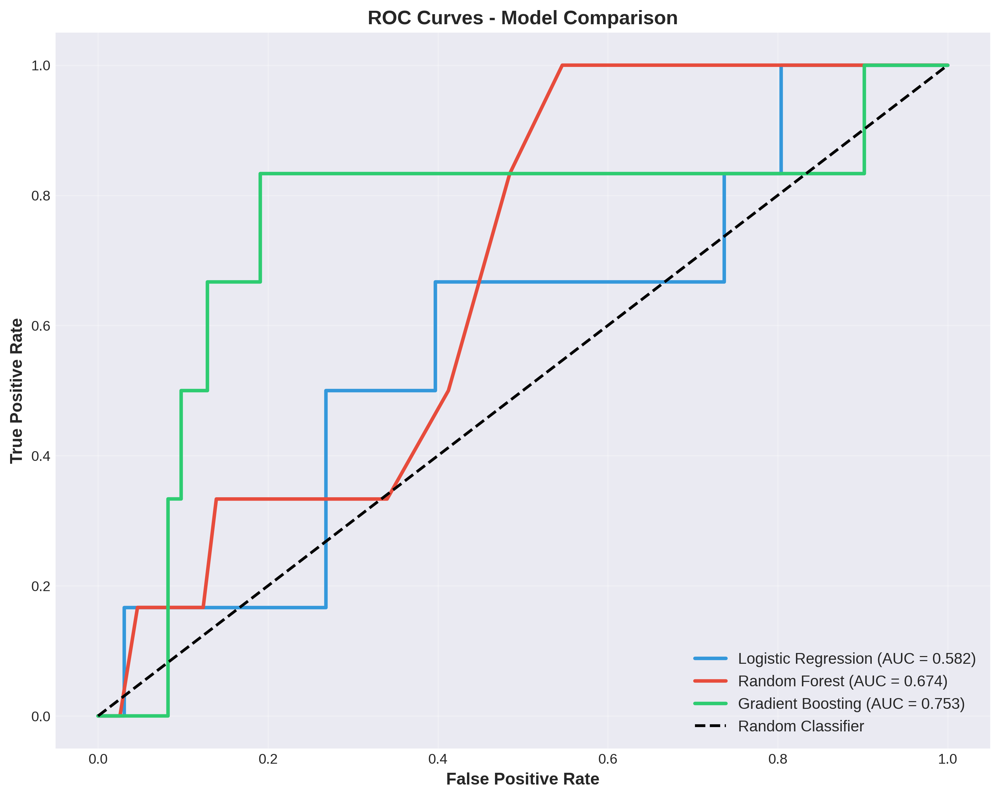 ROC Curves - Model Comparison
True Positive Rate
1.0
0.8
0.6
0.4
0.2
0.0
0.0 0.2 0.4 0.6 0.8 1.0
False Positive Rate
Logistic Regression (AUC = 0.582)
Random Forest (AUC = 0.674)
Gradient Boosting (AUC = 0.753)
Random Classifier